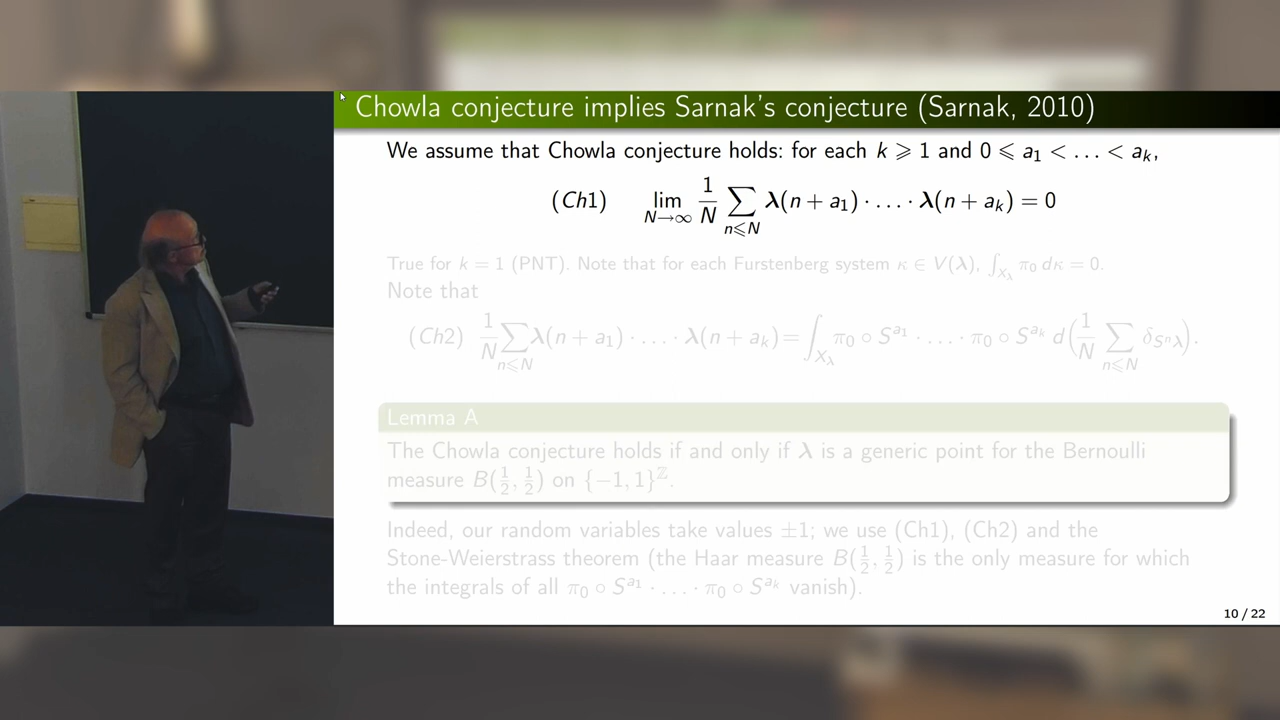 Chowla conjecture implies Sarnak's conjecture (Sarnak, 2010)
We assume that Chowla conjecture holds: for each k ⩾ 1 and 0 ⩽ a₁ < … < aₖ,
(Ch1) lim_{N→∞} 1/N ∑_{n⩽N} λ(n + a₁) · … · λ(n + aₖ) = 0
True for k = 1 (PNT). Note that for each Furstenberg system κ ∈ V(λ), ∫_{X_λ} π₀ dκ = 0.
Note that
(Ch2) 1/N ∑_{n⩽N} λ(n + a₁) · … · λ(n + aₖ) = ∫_{X_λ} π₀ ∘ S^{a₁} · … · π₀ ∘ S^{aₖ} d(1/N ∑_{n⩽N} δ_{Sⁿλ}).
Lemma A
The Chowla conjecture holds if and only if λ is a generic point for the Bernoulli
measure B(1/2, 1/2) on {−1, 1}^ℤ.
Indeed, our random variables take values ±1; we use (Ch1), (Ch2) and the
Stone-Weierstrass theorem (the Haar measure B(1/2, 1/2) is the only measure for which
the integrals of all π₀ ∘ S^{a₁} · … · π₀ ∘ S^{aₖ} vanish).
10 / 22